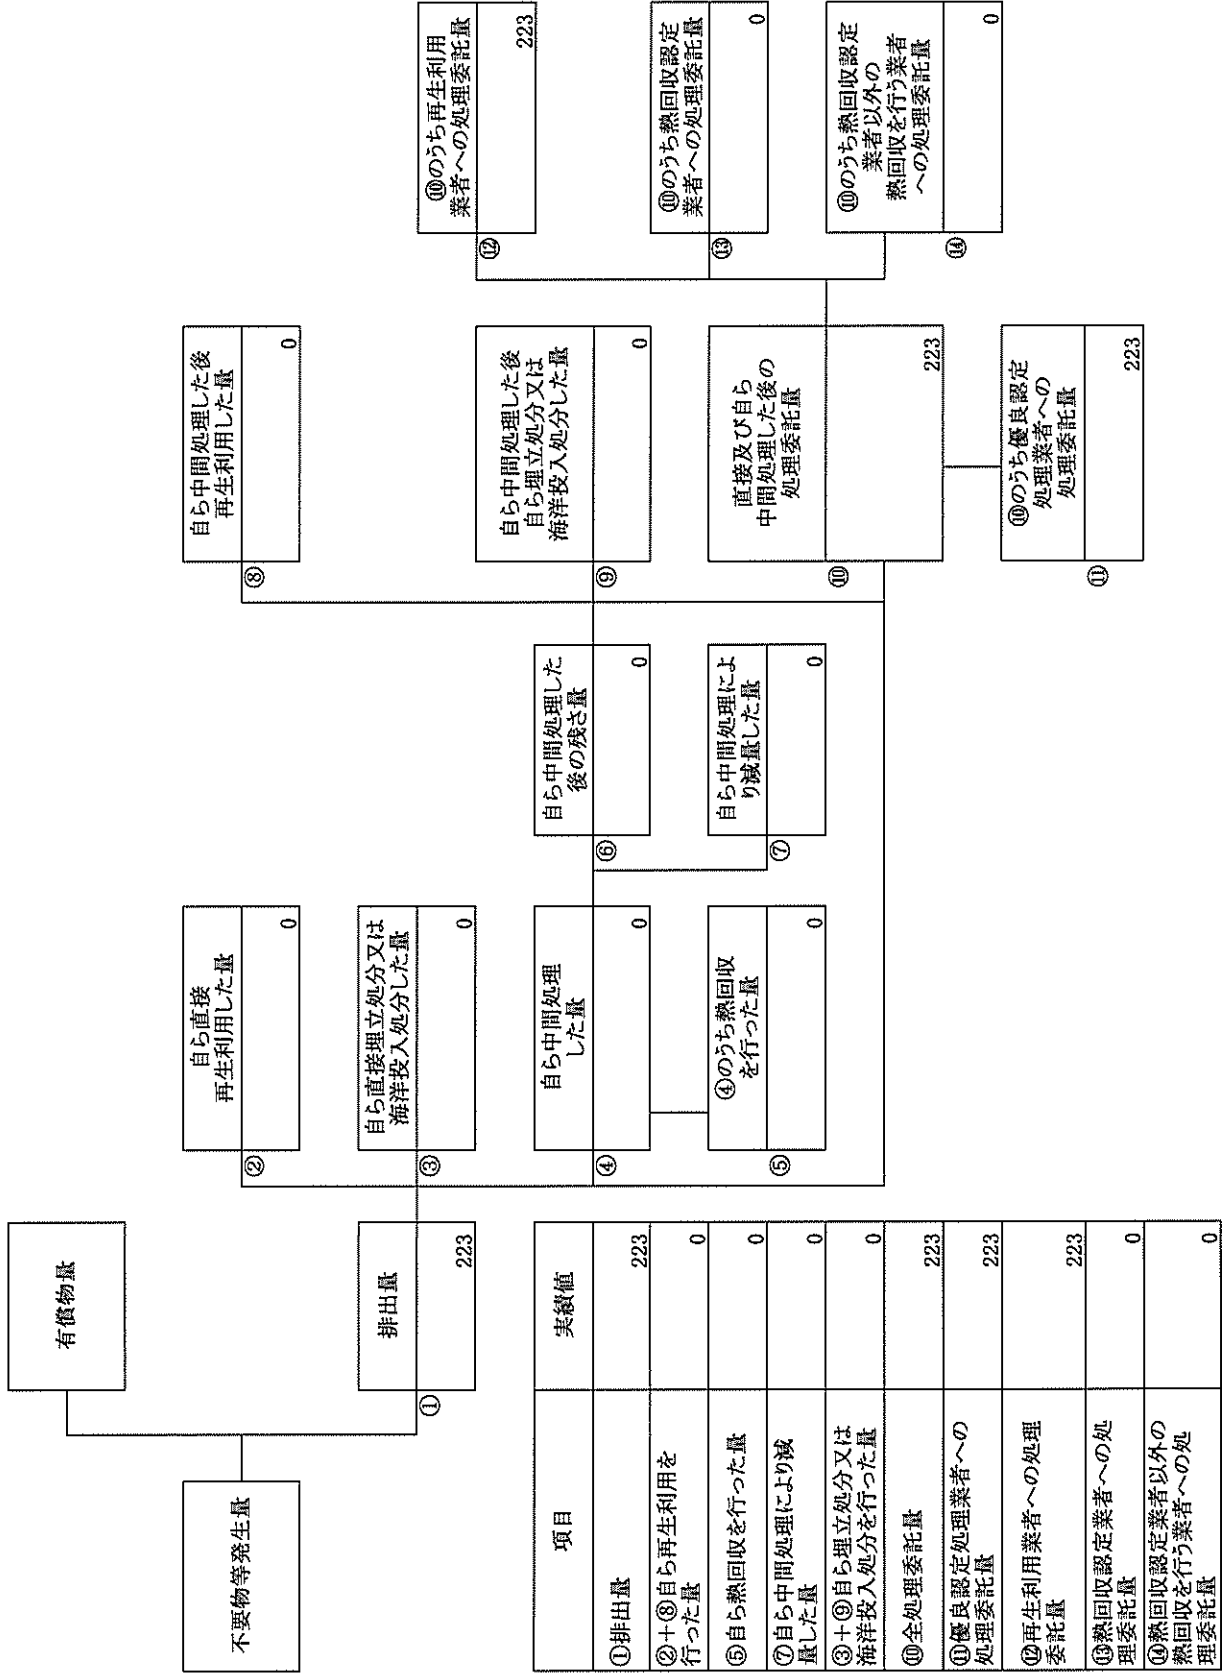 不要物等発生量
有償物量
排出量
①
223
自ら直接
再生利用した量
②
0
自ら直接埋立処分又は
海洋投入処分した量
③
0
自ら中間処理
した量
④
0
④のうち熱回収
を行った量
⑤
0
自ら中間処理した
後の残さ量
⑥
0
自ら中間処理によ
り減量した量
⑦
0
自ら中間処理した後
再生利用した量
⑧
0
自ら中間処理した後
自ら埋立処分又は
海洋投入処分した量
⑨
0
直接及び自ら
中間処理した後の
処理委託量
⑩
223
⑩のうち優良認定
処理業者への
処理委託量
⑪
223
⑩のうち再生利用
業者への処理委託量
⑫
223
⑩のうち熱回収認定
業者への処理委託量
⑬
0
⑩のうち熱回収認定
業者以外の
熱回収を行う業者
への処理委託量
⑭
0
項目 実績値
①排出量 223
②+⑧自ら再生利用を
行った量 0
⑤自ら熱回収を行った量 0
⑦自ら中間処理により減
量した量 0
③+⑨自ら埋立処分又は
海洋投入処分を行った量 0
⑩全処理委託量 223
⑪優良認定処理業者への
処理委託量 223
⑫再生利用業者への処理
委託量 223
⑬熱回収認定業者への処
理委託量 0
⑭熱回収認定業者以外の
熱回収を行う業者への処
理委託量 0